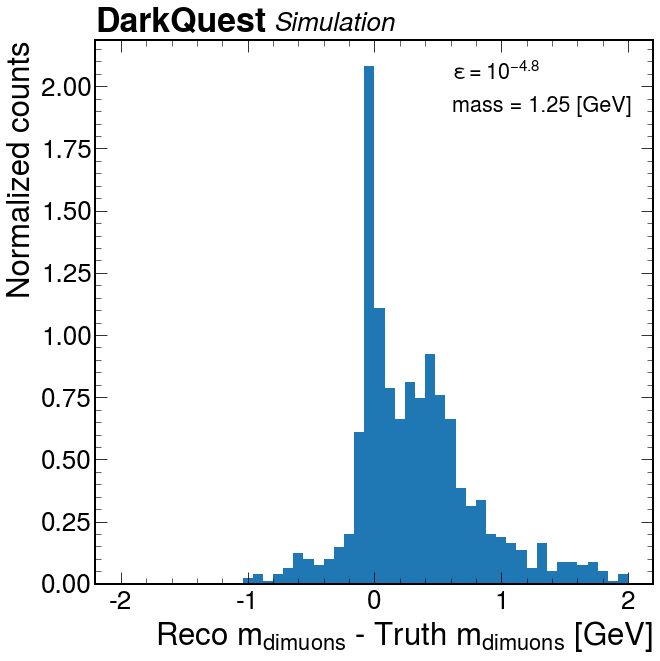 DarkQuest Simulation
ε = 10^−4.8
mass = 1.25 [GeV]
Normalized counts
2.00
1.75
1.50
1.25
1.00
0.75
0.50
0.25
0.00
-2 -1 0 1 2
Reco m_dimuons - Truth m_dimuons [GeV]